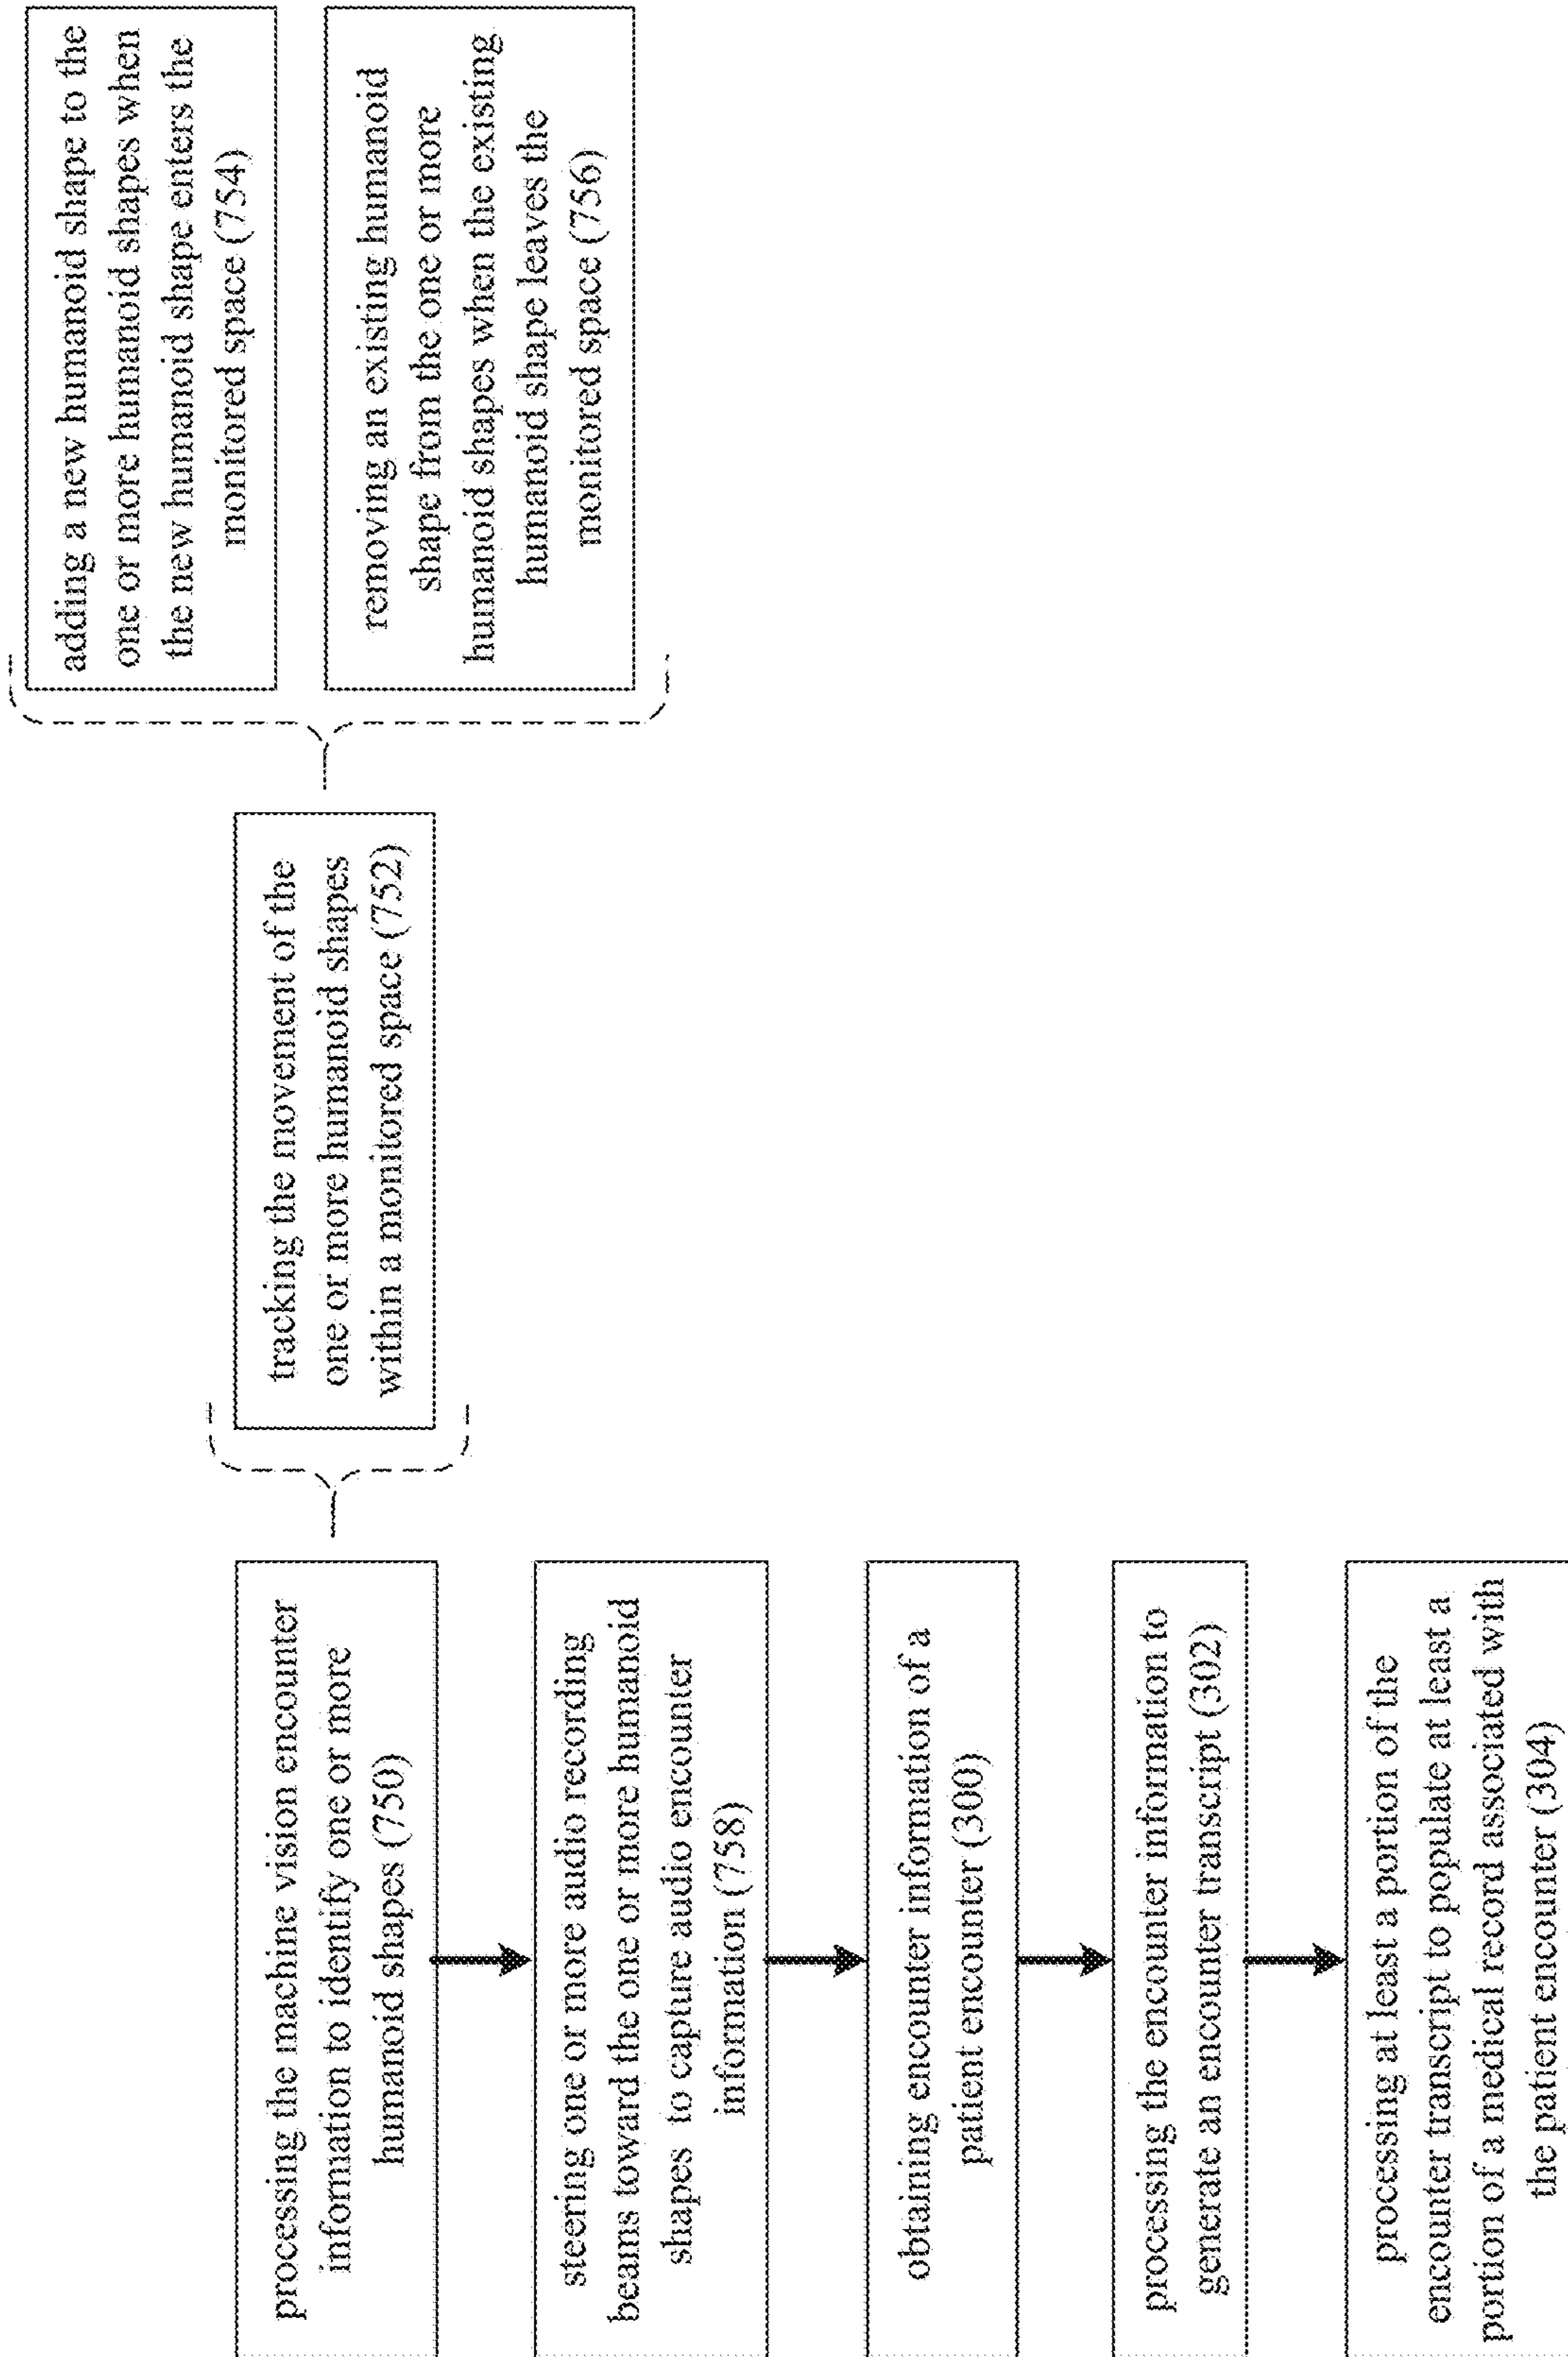 processing the machine vision encounter
information to identify one or more
humanoid shapes (750)
tracking the movement of the
one or more humanoid shapes
within a monitored space (752)
adding a new humanoid shape to the
one or more humanoid shapes when
the new humanoid shape enters the
monitored space (754)
removing an existing humanoid
shape from the one or more
humanoid shapes when the existing
humanoid shape leaves the
monitored space (756)
steering one or more audio recording
beams toward the one or more humanoid
shapes to capture audio encounter
information (758)
obtaining encounter information of a
patient encounter (300)
processing the encounter information to
generate an encounter transcript (302)
processing at least a portion of the
encounter transcript to populate at least a
portion of a medical record associated with
the patient encounter (304)